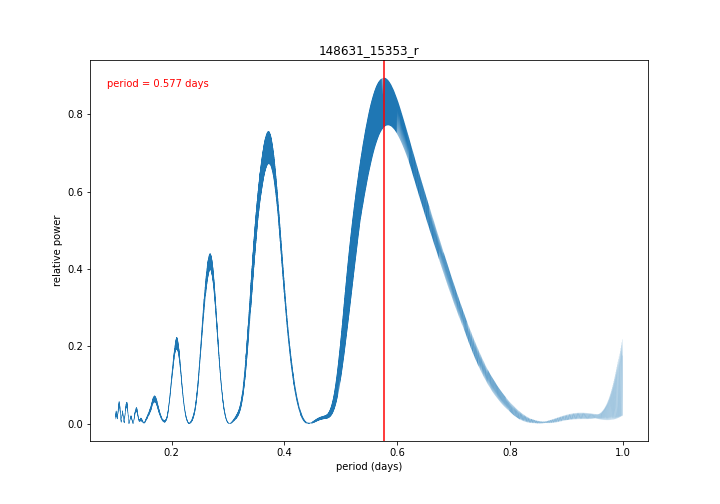 148631_15353_r
period = 0.577 days
relative power
0.8
0.6
0.4
0.2
0.0
0.2 0.4 0.6 0.8 1.0
period (days)